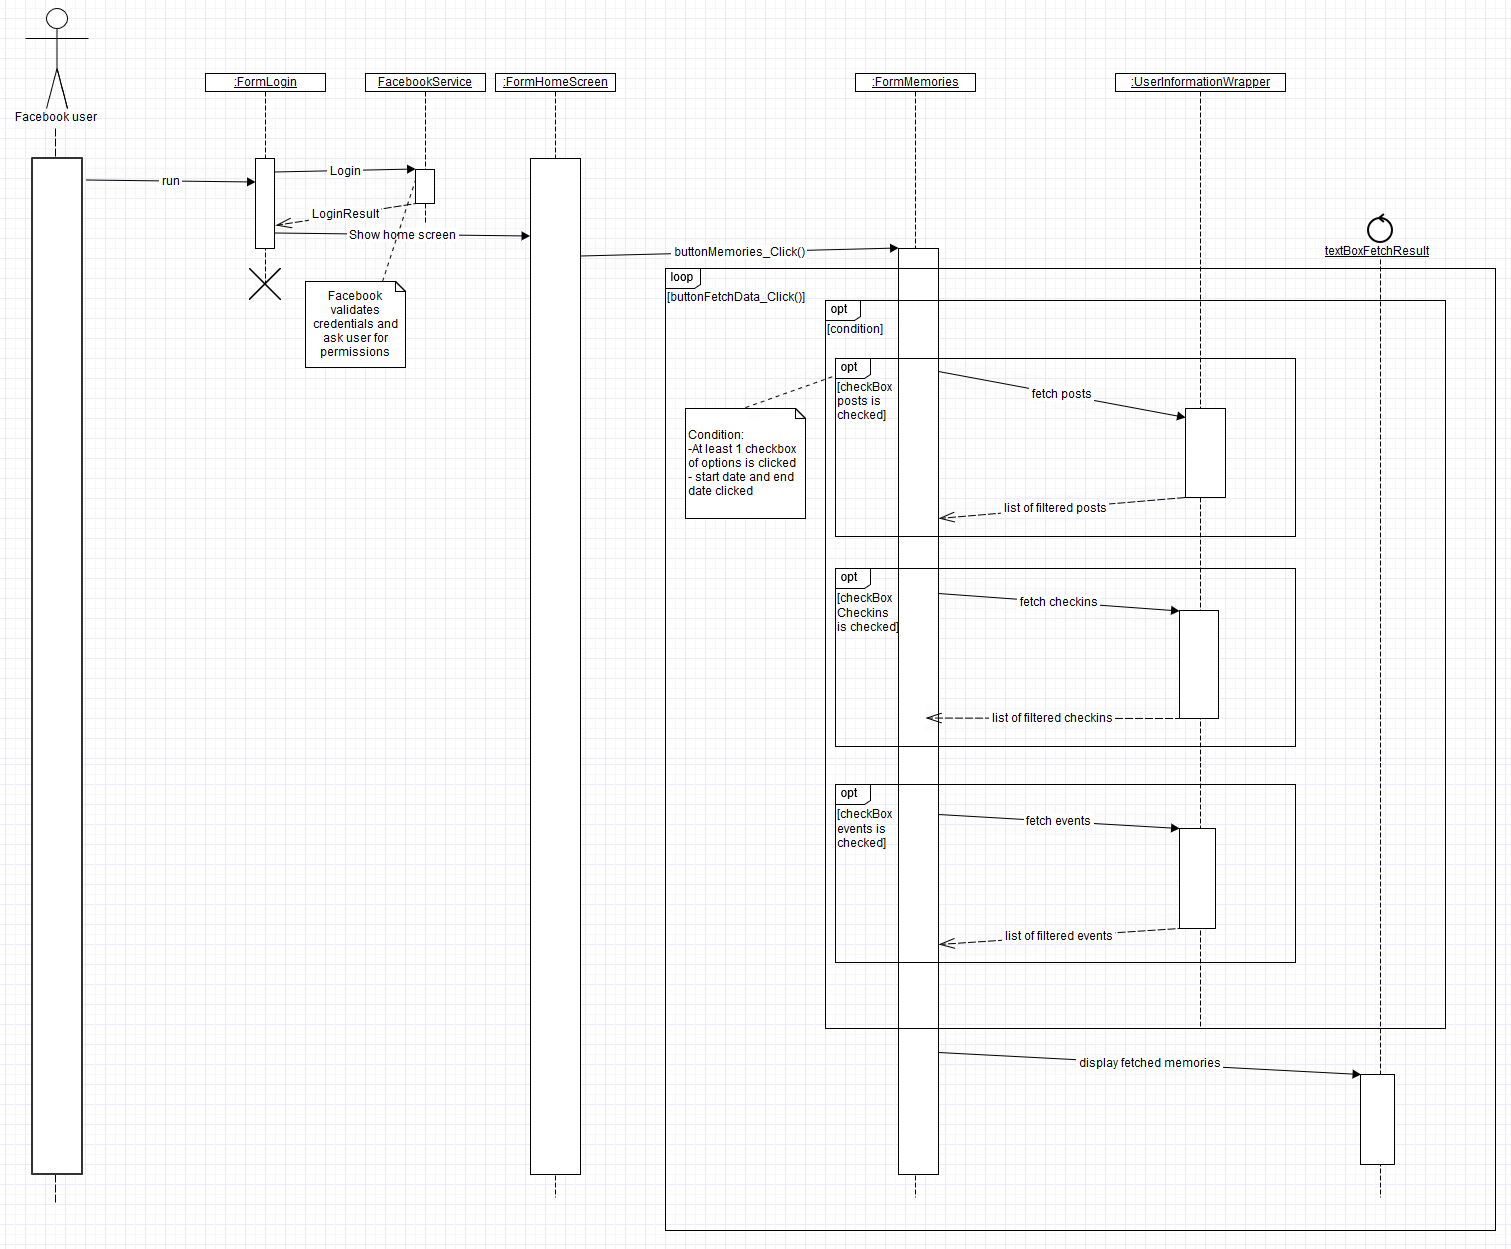 Facebook user
:FormLogin
FacebookService
:FormHomeScreen
:FormMemories
:UserInformationWrapper
run
Login
LoginResult
Show home screen
Facebook
validates
credentials and
ask user for
permissions
buttonMemories_Click()
textBoxFetchResult
loop
[buttonFetchData_Click()]
opt
[condition]
opt
[checkBox
posts is
checked]
fetch posts
Condition:
-At least 1 checkbox
of options is clicked
- start date and end
date clicked
list of filtered posts
opt
[checkBox
Checkins
is checked]
fetch checkins
list of filtered checkins
opt
[checkBox
events is
checked]
fetch events
list of filtered events
display fetched memories